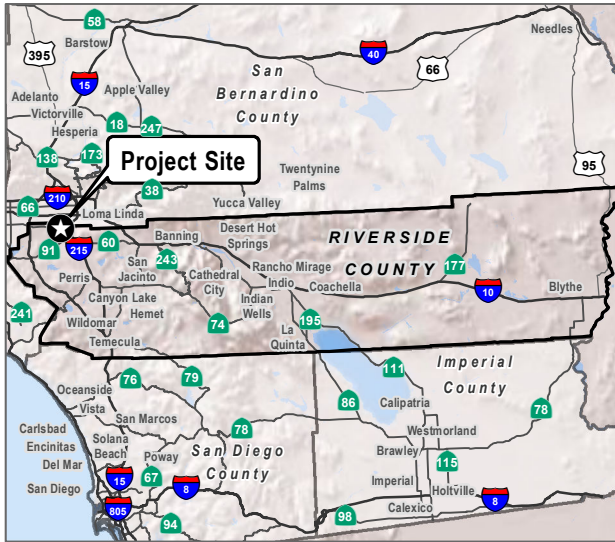 58
Barstow
Needles
395
40
San
Bernardino
County
66
15
Apple Valley
Adelanto
Victorville
Hesperia
18
247
138
173
Project Site
95
Twentynine
Palms
210
38
Yucca Valley
66
Loma Linda
Desert Hot
Springs
Banning
RIVERSIDE
COUNTY
91
215
60
San
Jacinto
243
Cathedral
City
Rancho Mirage
Indio
Coachella
177
10
Blythe
Perris
Canyon Lake
Hemet
Indian
Wells
241
Wildomar
74
La
Quinta
195
Temecula
Imperial
County
76
79
111
Oceanside
Vista
86
Calipatria
78
San Marcos
Carlsbad
Encinitas
Del Mar
Solana
Beach
78
Westmorland
Poway
San Diego
County
Brawley
115
San Diego
15
67
8
Imperial
Holtville
8
805
Calexico
94
98